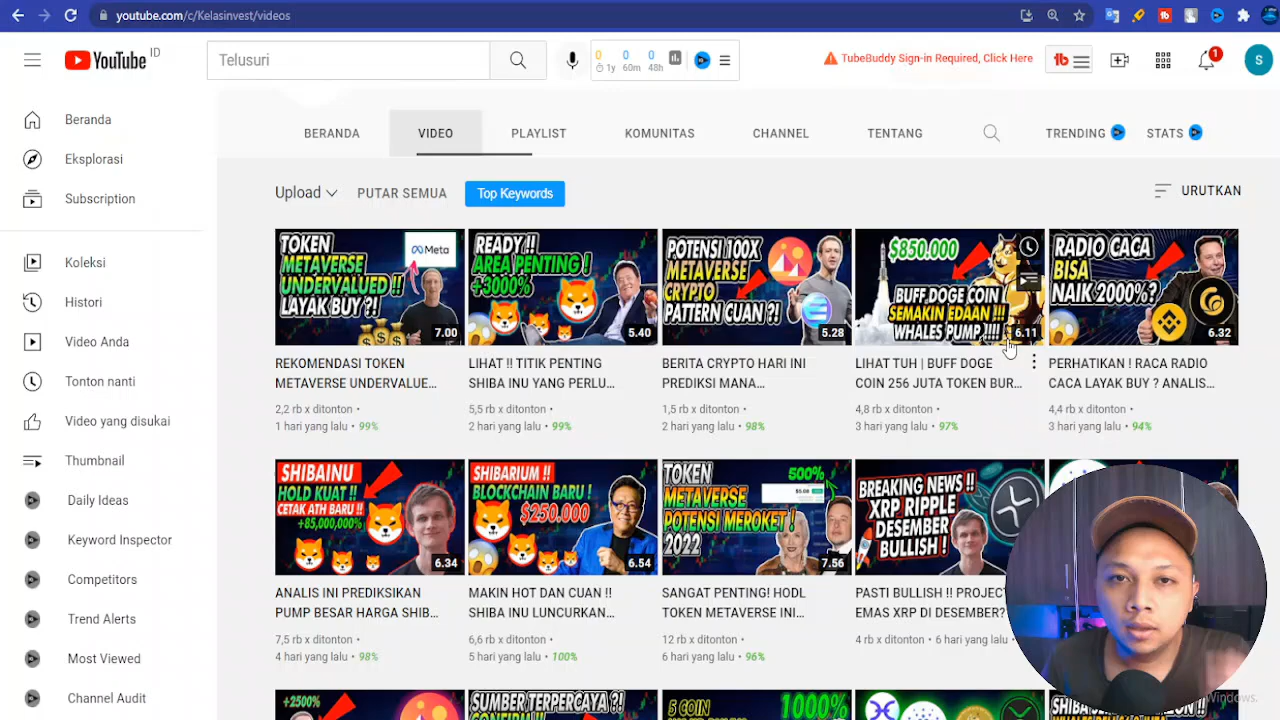 youtube.com/c/Kelasinvest/videos
YouTube ID
Telusuri
0 0 0
1y 60m 48h
TubeBuddy Sign-in Required, Click Here
tb
1
S
Beranda
Eksplorasi
Subscription
Koleksi
Histori
Video Anda
Tonton nanti
Video yang disukai
Thumbnail
Daily Ideas
Keyword Inspector
Competitors
Trend Alerts
Most Viewed
Channel Audit
BERANDA VIDEO PLAYLIST KOMUNITAS CHANNEL TENTANG TRENDING STATS
Upload PUTAR SEMUA Top Keywords URUTKAN
TOKEN
METAVERSE
UNDERVALUED !!
LAYAK BUY ?!
Meta
7.00
REKOMENDASI TOKEN
METAVERSE UNDERVALUE...
2,2 rb x ditonton •
1 hari yang lalu • 99%
READY !!
AREA PENTING !
+3000%
5.40
LIHAT !! TITIK PENTING
SHIBA INU YANG PERLU...
5,5 rb x ditonton •
2 hari yang lalu • 99%
POTENSI 100X
METAVERSE
CRYPTO
PATTERN CUAN ?!
5.28
BERITA CRYPTO HARI INI
PREDIKSI MANA...
1,5 rb x ditonton •
2 hari yang lalu • 98%
$850.000
BUFF DOGE COIN
SEMAKIN EDAAN !!!
WHALES PUMP !!!!
6.11
LIHAT TUH | BUFF DOGE
COIN 256 JUTA TOKEN BUR...
4,8 rb x ditonton •
3 hari yang lalu • 97%
RADIO CACA
BISA
NAIK 2000%?
6.32
PERHATIKAN ! RACA RADIO
CACA LAYAK BUY ? ANALIS...
4,4 rb x ditonton •
3 hari yang lalu • 94%
SHIBAINU
HOLD KUAT !!
CETAK ATH BARU !!
+85,000,000%
6.34
ANALIS INI PREDIKSIKAN
PUMP BESAR HARGA SHIB...
7,5 rb x ditonton •
4 hari yang lalu • 98%
SHIBARIUM !!
BLOCKCHAIN BARU !
$250.000
6.54
MAKIN HOT DAN CUAN !!
SHIBA INU LUNCURKAN...
6,6 rb x ditonton •
5 hari yang lalu • 100%
TOKEN
METAVERSE
POTENSI MEROKET !
2022
500%
7.56
SANGAT PENTING! HODL
TOKEN METAVERSE INI
12 rb x ditonton •
6 hari yang lalu • 96%
BREAKING NEWS !!
XRP RIPPLE
DESEMBER
BULLISH !
PASTI BULLISH !! PROJEC
EMAS XRP DI DESEMBER?
4 rb x ditonton • 6 hari yang lalu •
+2500%
SUMBER TERPERCAYA ?!
5 COIN
1000%
Windows.